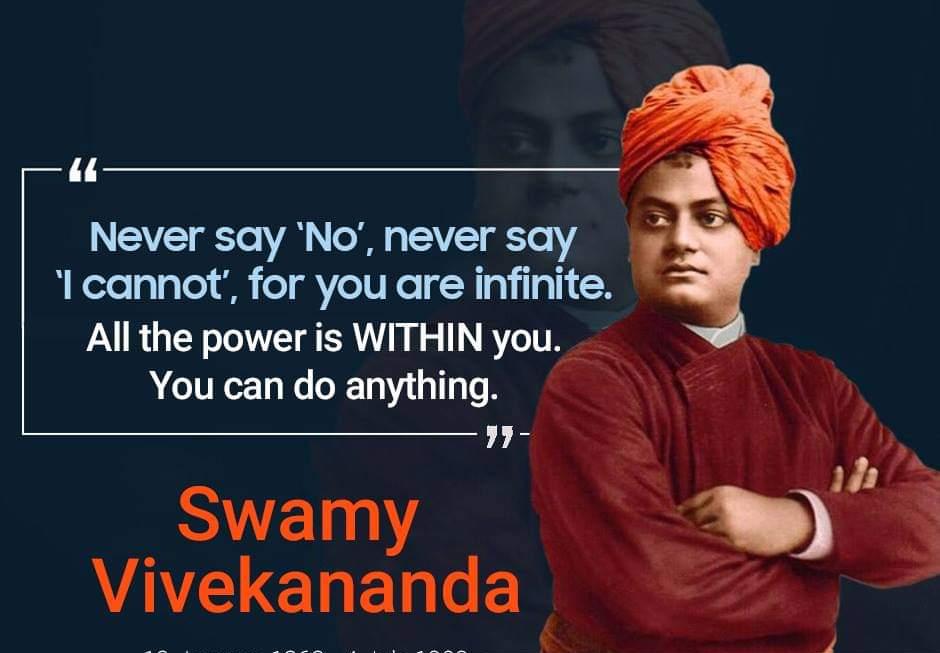 “
Never say ‘No’, never say
‘I cannot’, for you are infinite.
All the power is WITHIN you.
You can do anything.
”
Swamy
Vivekananda